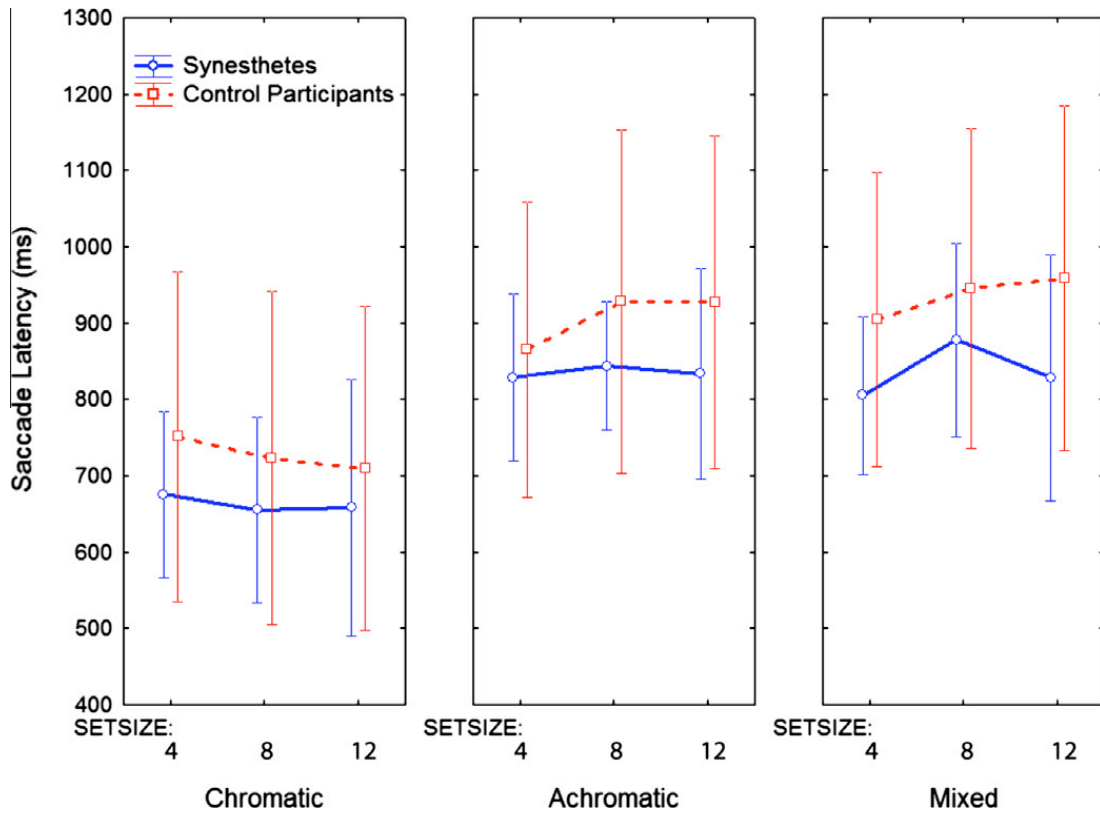 1300
1200
1100
1000
900
800
700
600
500
400
Saccade Latency (ms)
Synesthetes
Control Participants
SETSIZE:
4 8 12
Chromatic
SETSIZE:
4 8 12
Achromatic
SETSIZE:
4 8 12
Mixed